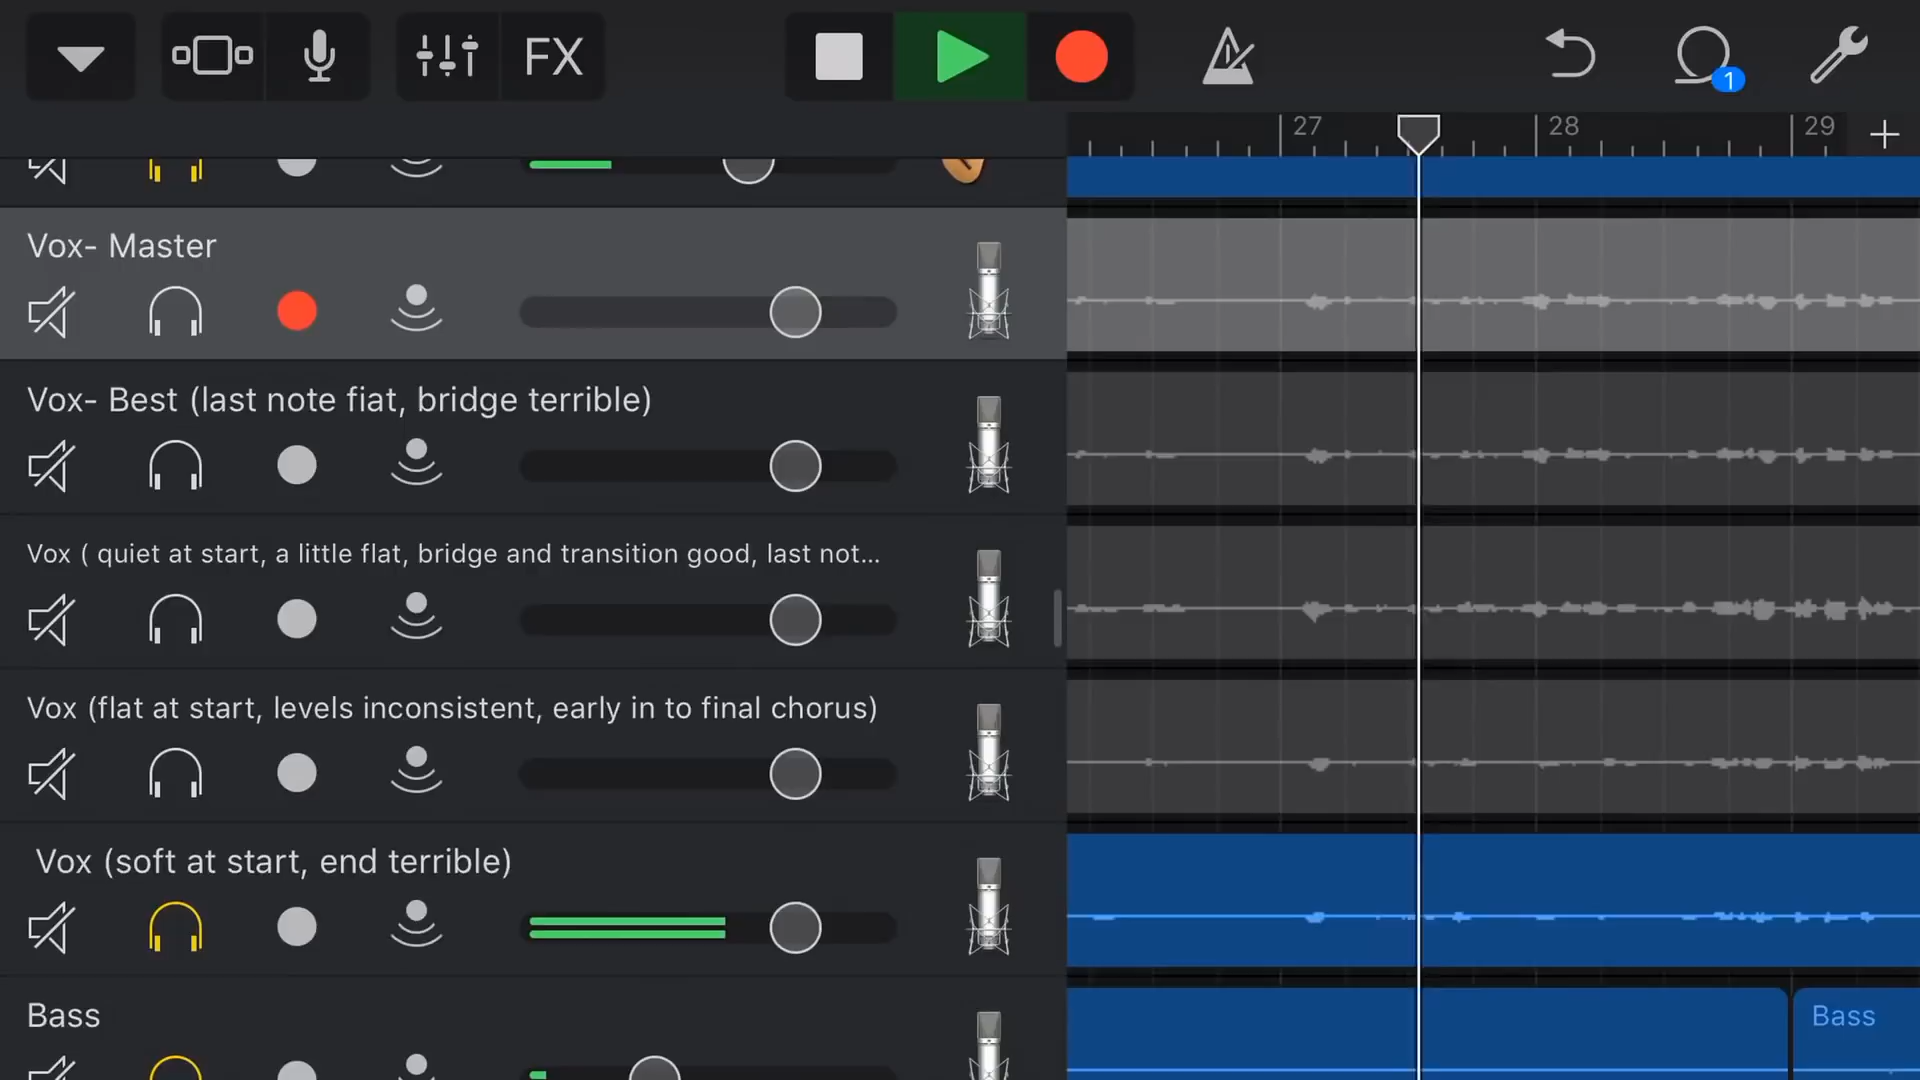 FX
1
27 28 29
Vox- Master
Vox- Best (last note fiat, bridge terrible)
Vox ( quiet at start, a little flat, bridge and transition good, last not...
Vox (flat at start, levels inconsistent, early in to final chorus)
Vox (soft at start, end terrible)
Bass
Bass